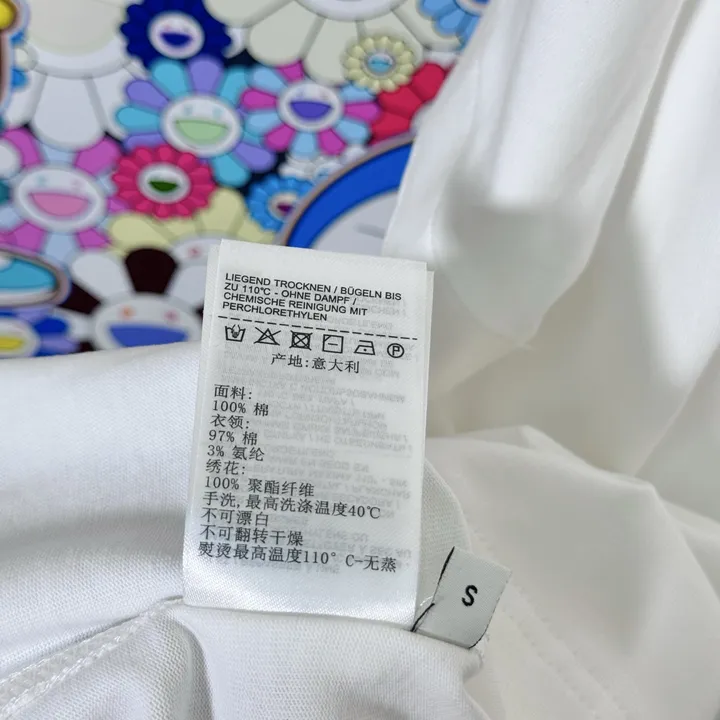 LIEGEND TROCKNEN / BÜGELN BIS
ZU 110°C - OHNE DAMPF /
CHEMISCHE REINIGUNG MIT
PERCHLORETHYLEN
P
产地:意大利
面料:
100% 棉
衣领:
97% 棉
3% 氨纶
绣花:
100% 聚酯纤维
手洗,最高洗涤温度40℃
不可漂白
不可翻转干燥
熨烫最高温度110° C-无蒸
S